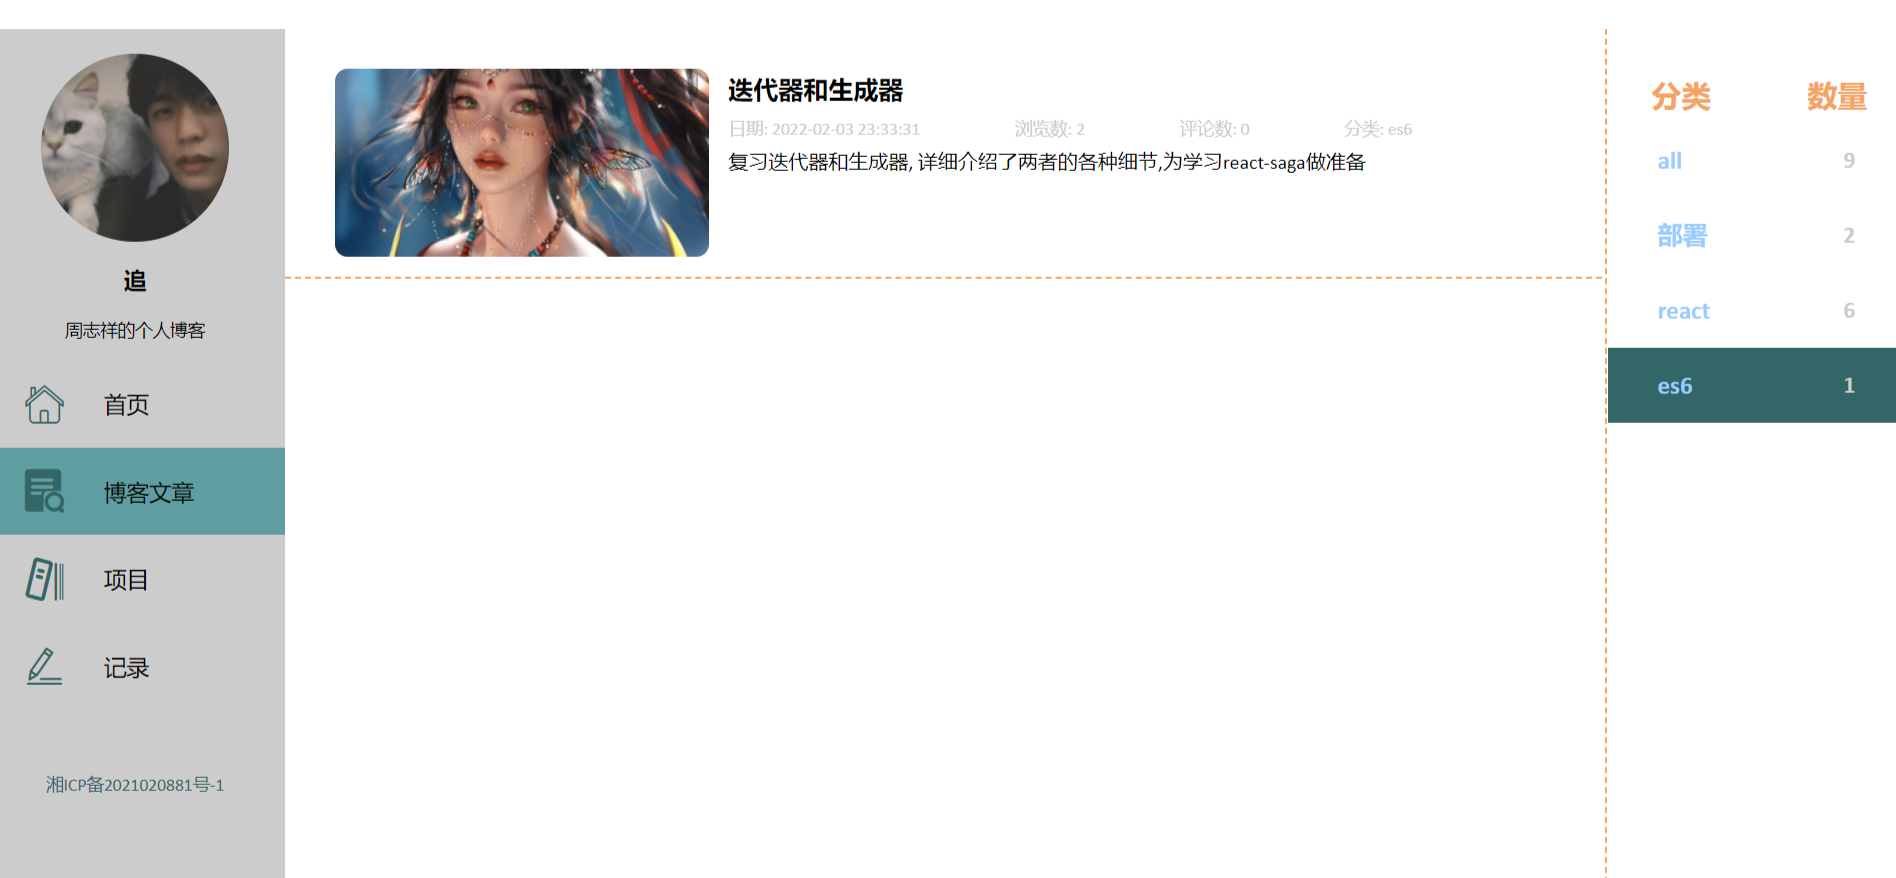 追
周志祥的个人博客
首页
博客文章
项目
记录
湘ICP备2021020881号-1
迭代器和生成器
日期: 2022-02-03 23:33:31 浏览数: 2 评论数: 0 分类: es6
复习迭代器和生成器, 详细介绍了两者的各种细节,为学习react-saga做准备
分类 数量
all 9
部署 2
react 6
es6 1